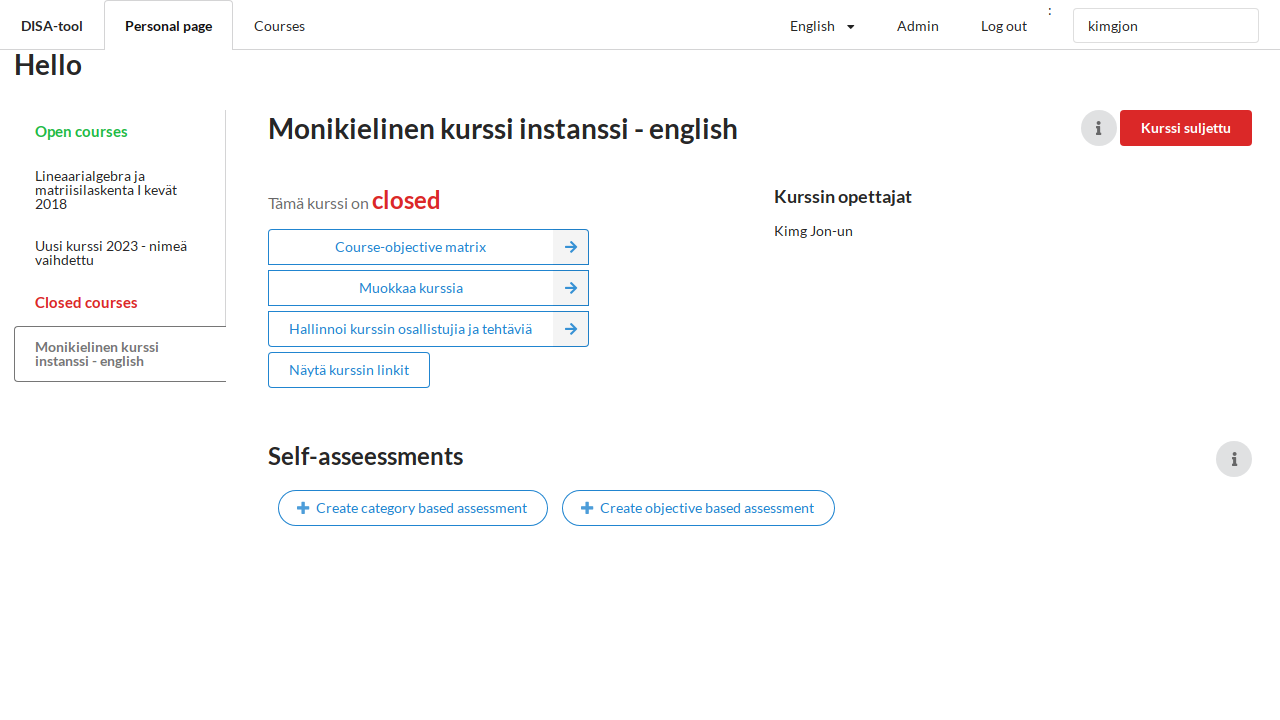 DISA-tool
Personal page
Courses
English
Admin
Log out
:
kimgjon
Hello
Open courses
Lineaarialgebra ja
matriisilaskenta I kevät
2018
Uusi kurssi 2023 - nimeä
vaihdettu
Closed courses
Monikielinen kurssi
instanssi - english
Monikielinen kurssi instanssi - english
Kurssi suljettu
Tämä kurssi on closed
Course-objective matrix
Muokkaa kurssia
Hallinnoi kurssin osallistujia ja tehtäviä
Näytä kurssin linkit
Kurssin opettajat
Kimg Jon-un
Self-asseessments
Create category based assessment
Create objective based assessment